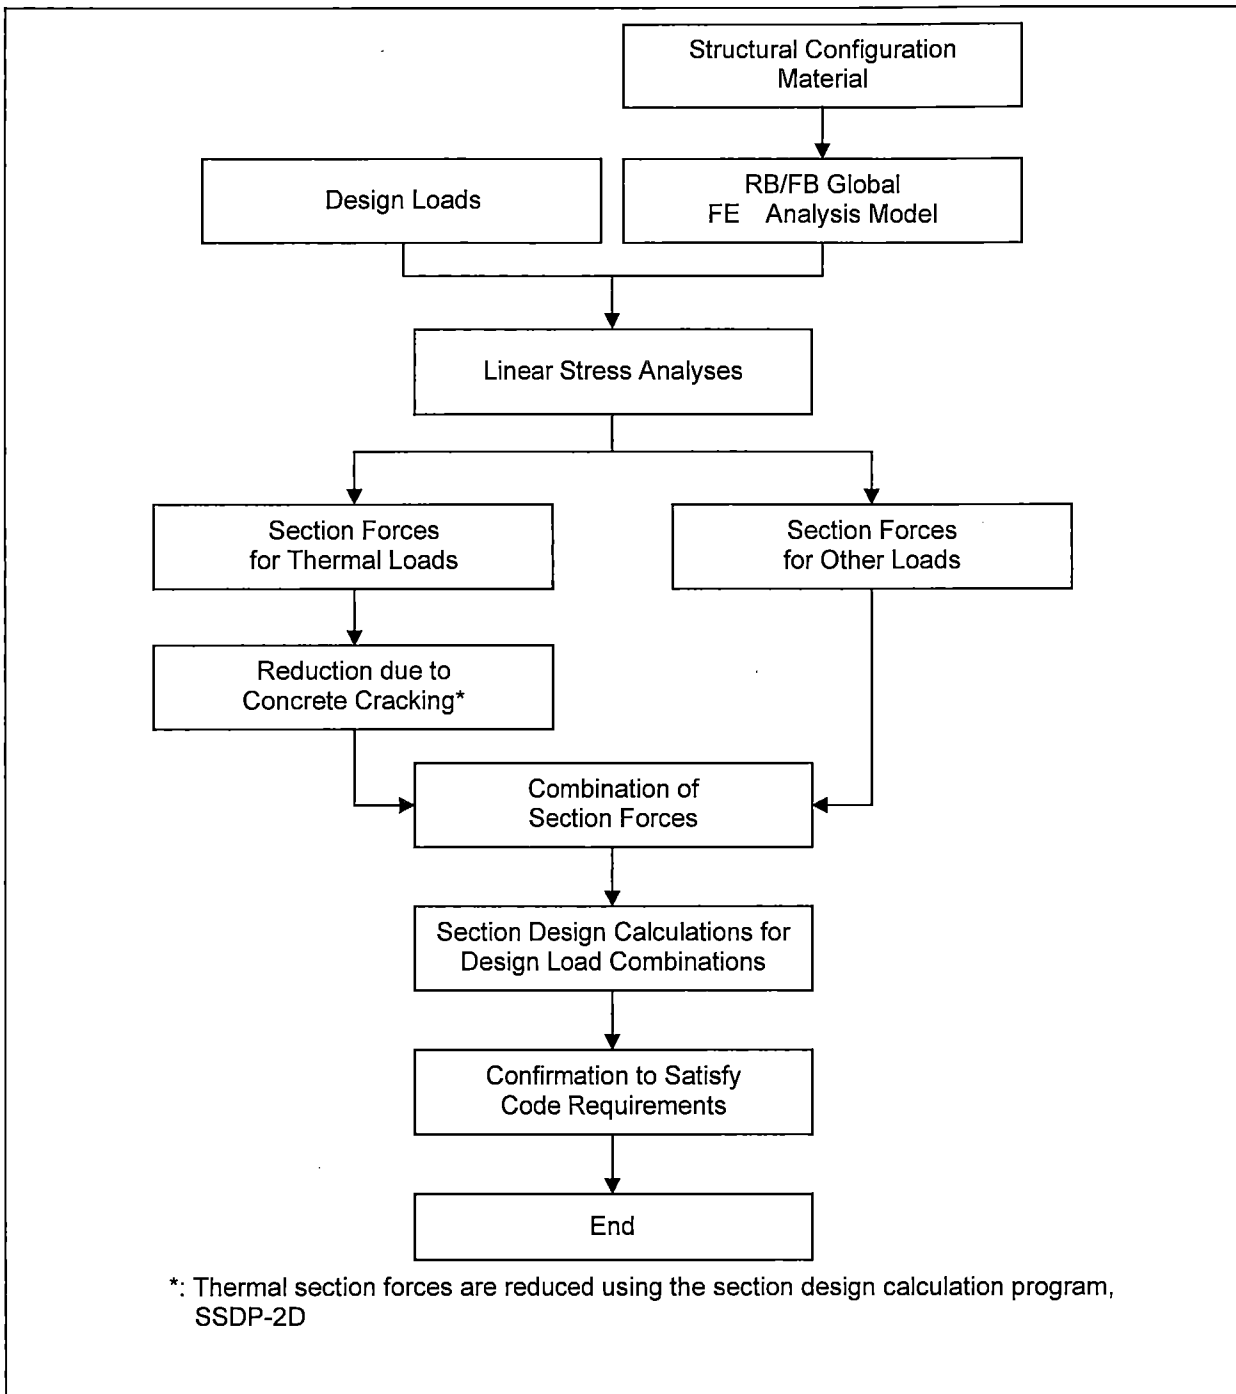 Structural Configuration
Material
Design Loads
RB/FB Global
FE Analysis Model
Linear Stress Analyses
Section Forces
for Thermal Loads
Section Forces
for Other Loads
Reduction due to
Concrete Cracking*
Combination of
Section Forces
Section Design Calculations for
Design Load Combinations
Confirmation to Satisfy
Code Requirements
End
*: Thermal section forces are reduced using the section design calculation program,
SSDP-2D